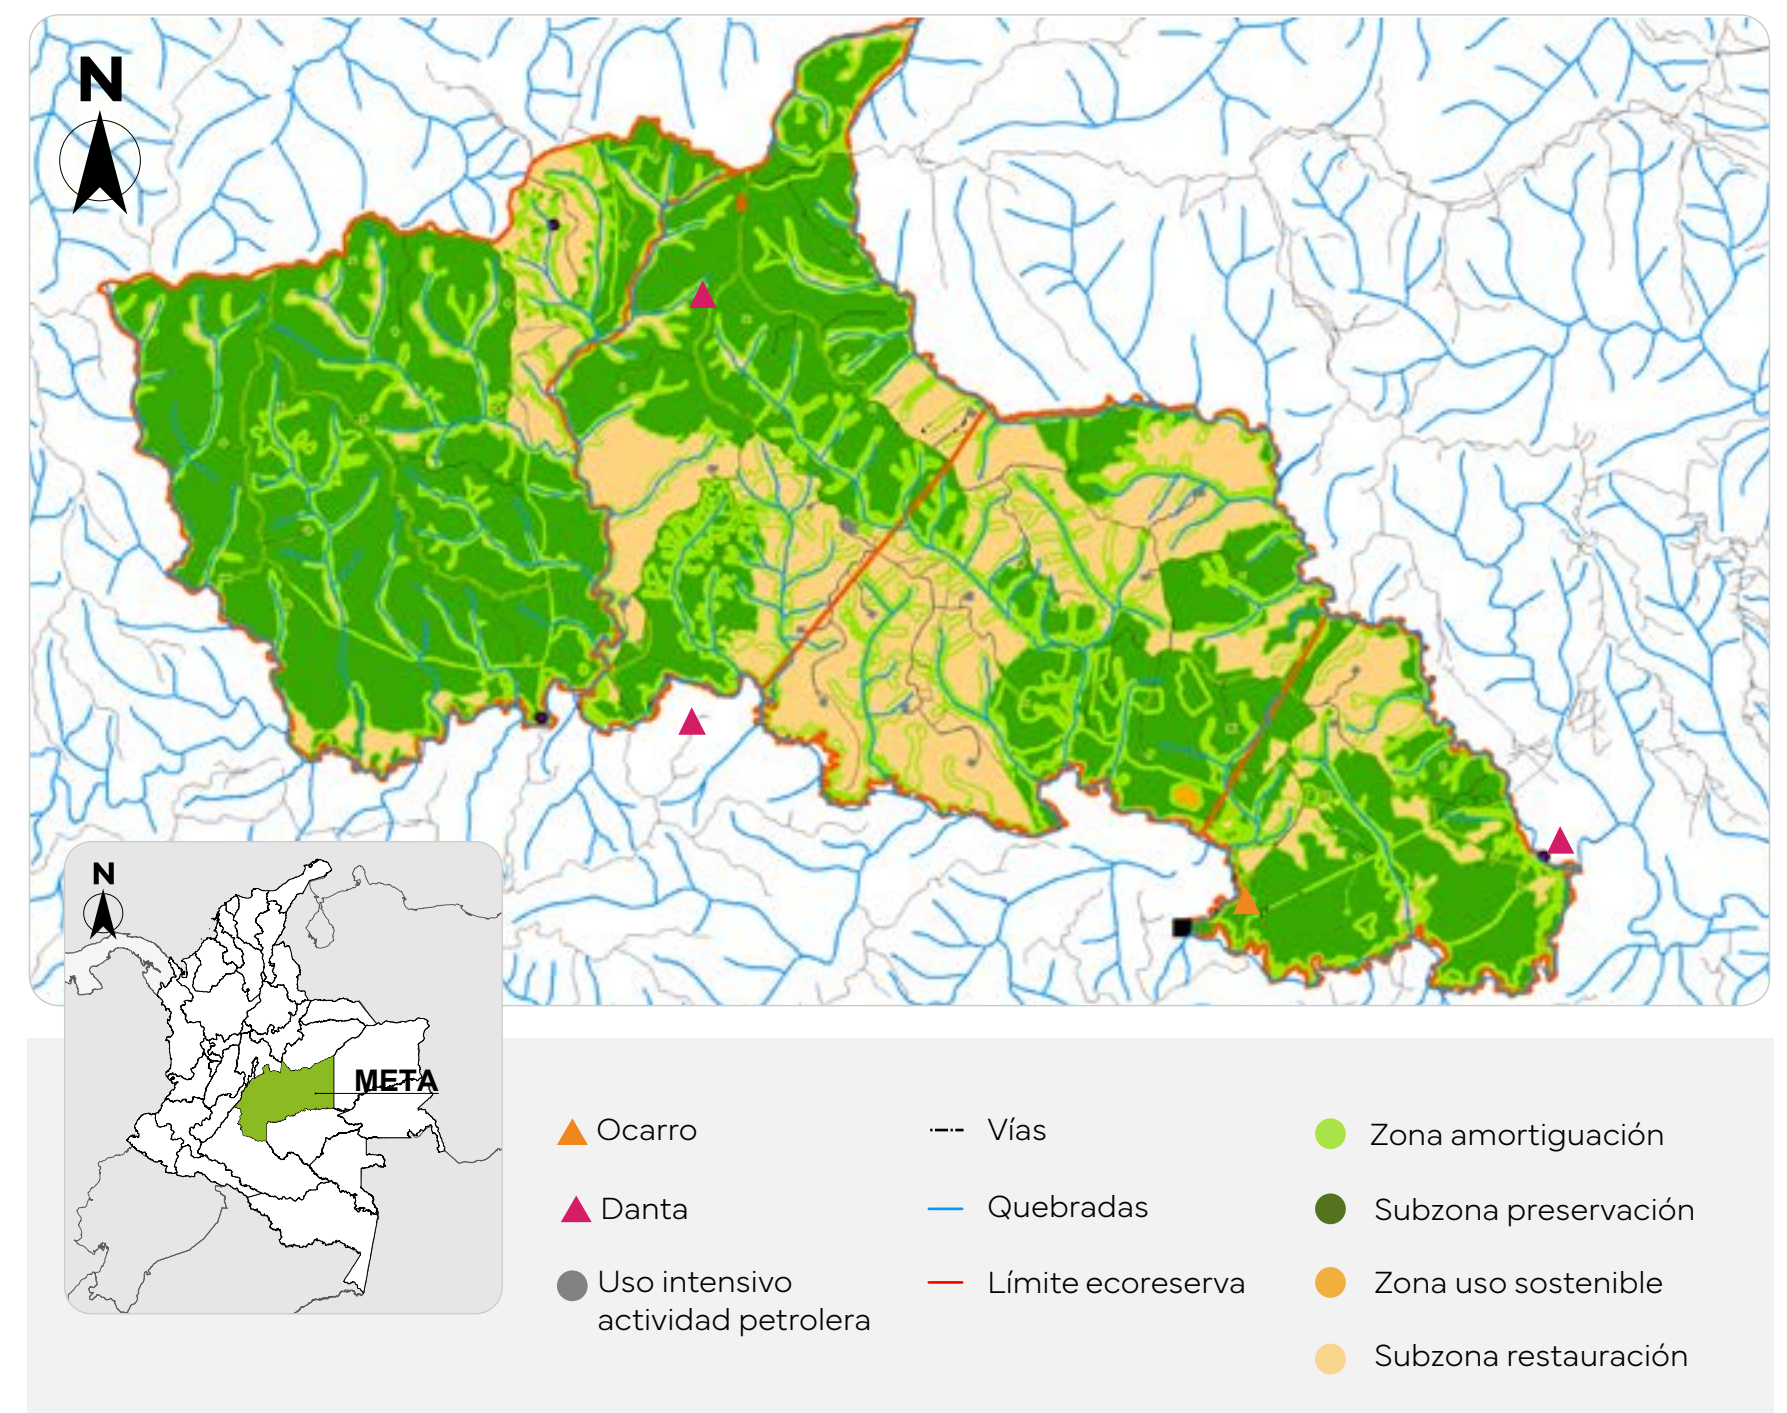 N
N
META
Ocarro
Danta
Uso intensivo
actividad petrolera
Vías
Quebradas
Límite ecoreserva
Zona amortiguación
Subzona preservación
Zona uso sostenible
Subzona restauración